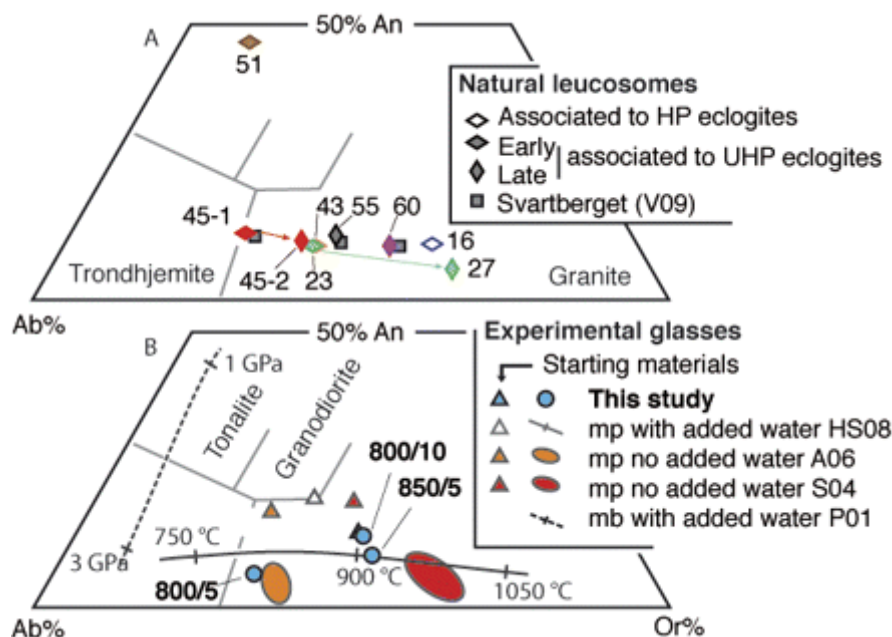 A
50% An
51
Natural leucosomes
Associated to HP eclogites
Early
Late
associated to UHP eclogites
Svartberget (V09)
45-1
43
55
60
16
Trondhjemite
45-2
23
27
Granite
Ab%
B
50% An
1 GPa
Tonalite
Granodiorite
800/10
850/5
750 °C
3 GPa
900 °C
800/5
1050 °C
Ab%
Or%
Experimental glasses
Starting materials
This study
mp with added water HS08
mp no added water A06
mp no added water S04
mb with added water P01